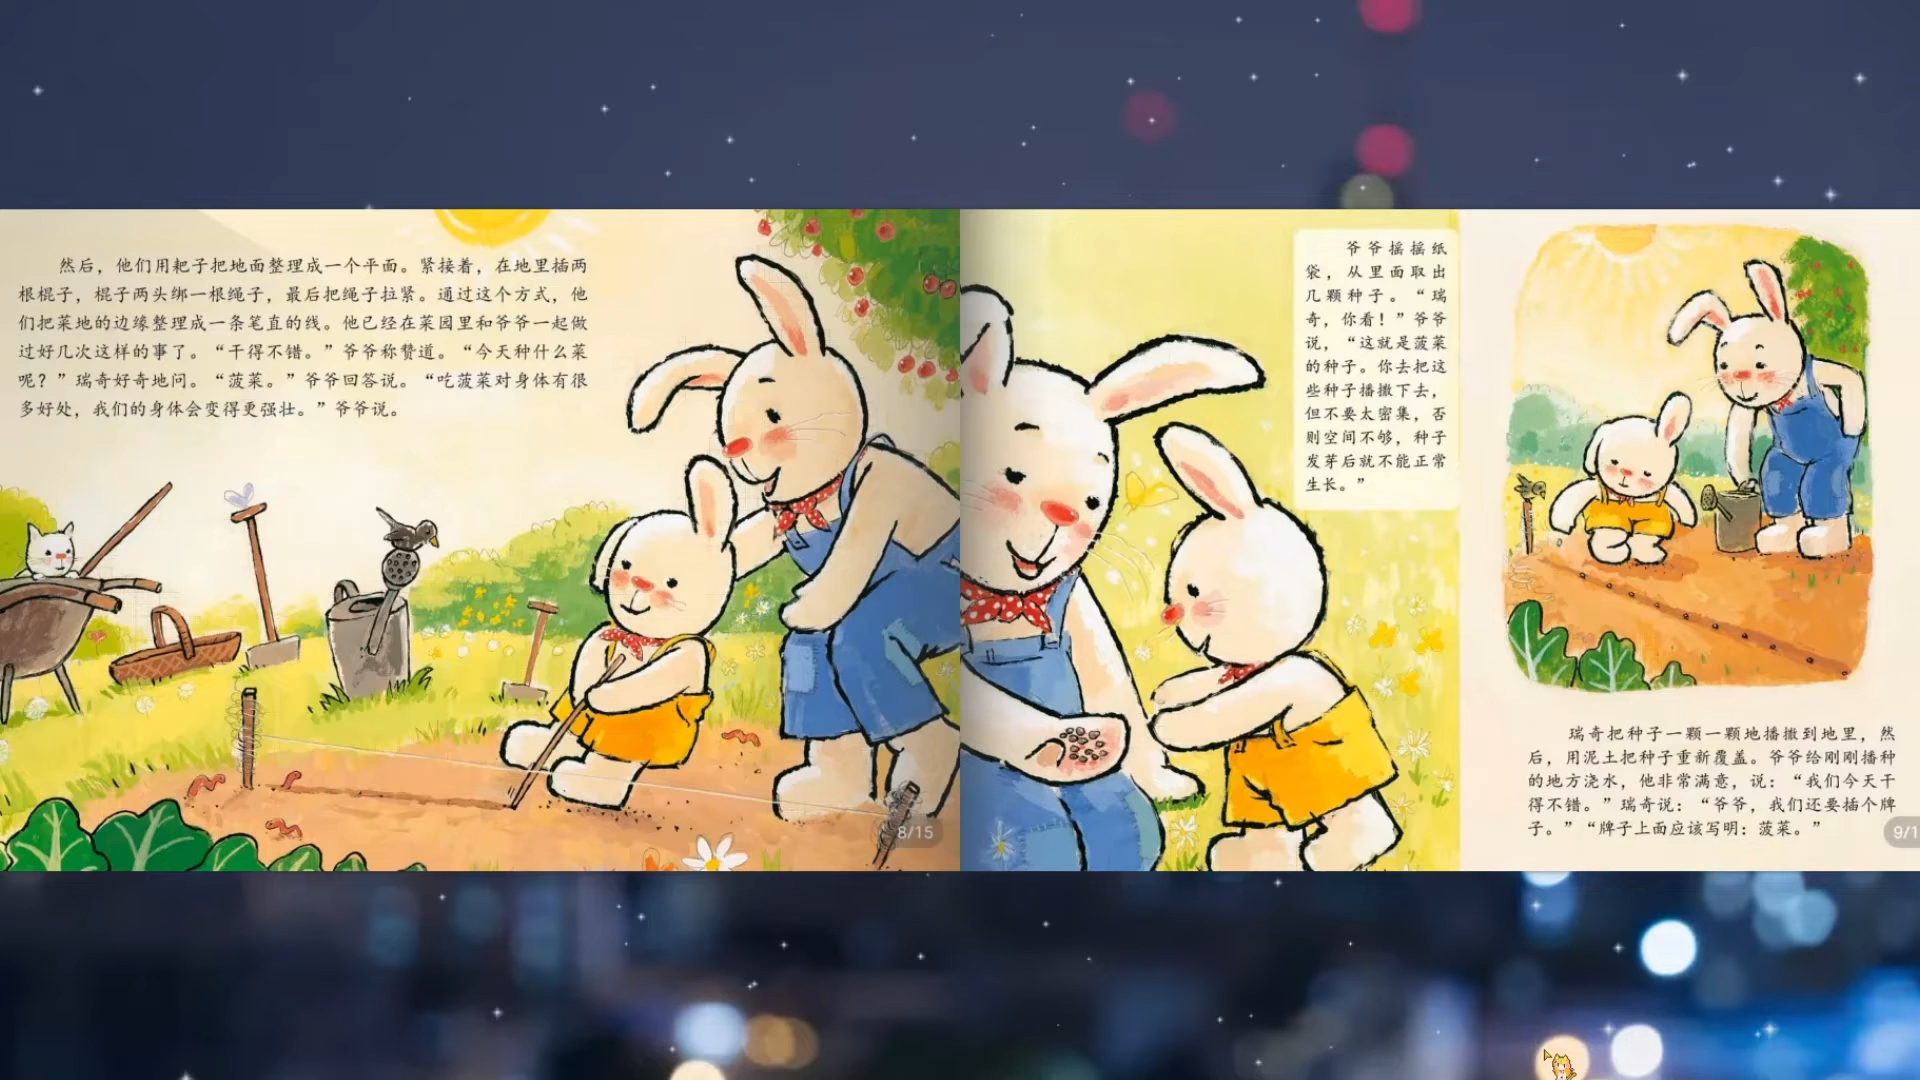 然后，他们用耙子把地面整理成一个平面。紧接着，在地里插两
根棍子，棍子两头绑一根绳子，最后把绳子拉紧。通过这个方式，他
们把菜地的边缘整理成一条笔直的线。他已经在菜园里和爷爷一起做
过好几次这样的事了。“干得不错。”爷爷称赞道。“今天种什么菜
呢？”瑞奇好奇地问。“菠菜。”爷爷回答说。“吃菠菜对身体有很
多好处，我们的身体会变得更强壮。”爷爷说。
8/15
爷爷摇摇纸
袋，从里面取出
几颗种子。“瑞
奇，你看！”爷爷
说，“这就是菠菜
的种子。你去把这
些种子播撒下去，
但不要太密集，否
则空间不够，种子
发芽后就不能正常
生长。”
瑞奇把种子一颗一颗地播撒到地里，然
后，用泥土把种子重新覆盖。爷爷给刚刚播种
的地方浇水，他非常满意，说：“我们今天干
得不错。”瑞奇说：“爷爷，我们还要插个牌
子。”“牌子上面应该写明：菠菜。”
9/1